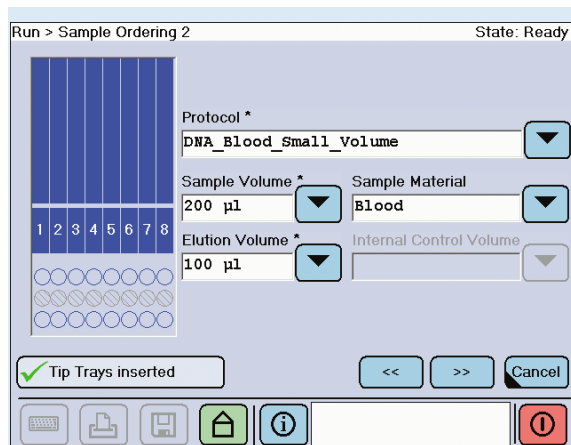 Run > Sample Ordering 2 State: Ready
Protocol *
DNA_Blood_Small_Volume
Sample Volume * Sample Material
200 µl Blood
1 2 3 4 5 6 7 8
Elution Volume * Internal Control Volume
100 µl
Tip Trays inserted << >> Cancel